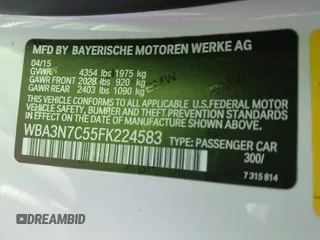 MFD BY BAYERISCHE MOTOREN WERKE AG
04/15
GVWR 4354 lbs 1975 kg
GAWR FRONT 2028 lbs 920 kg
GAWR REAR 2403 lbs 1090 kg
THIS VEHICLE CONFORMS TO ALL APPLICABLE
U.S. FEDERAL MOTOR VEHICLE SAFETY,
BUMPER AND THEFT PREVENTION STANDARDS
IN EFFECT ON THE DATE OF MANUFACTURE
SHOWN ABOVE.
WBA3N7C55FK224583
TYPE: PASSENGER CAR
300/
7 315 814
DREAMBID